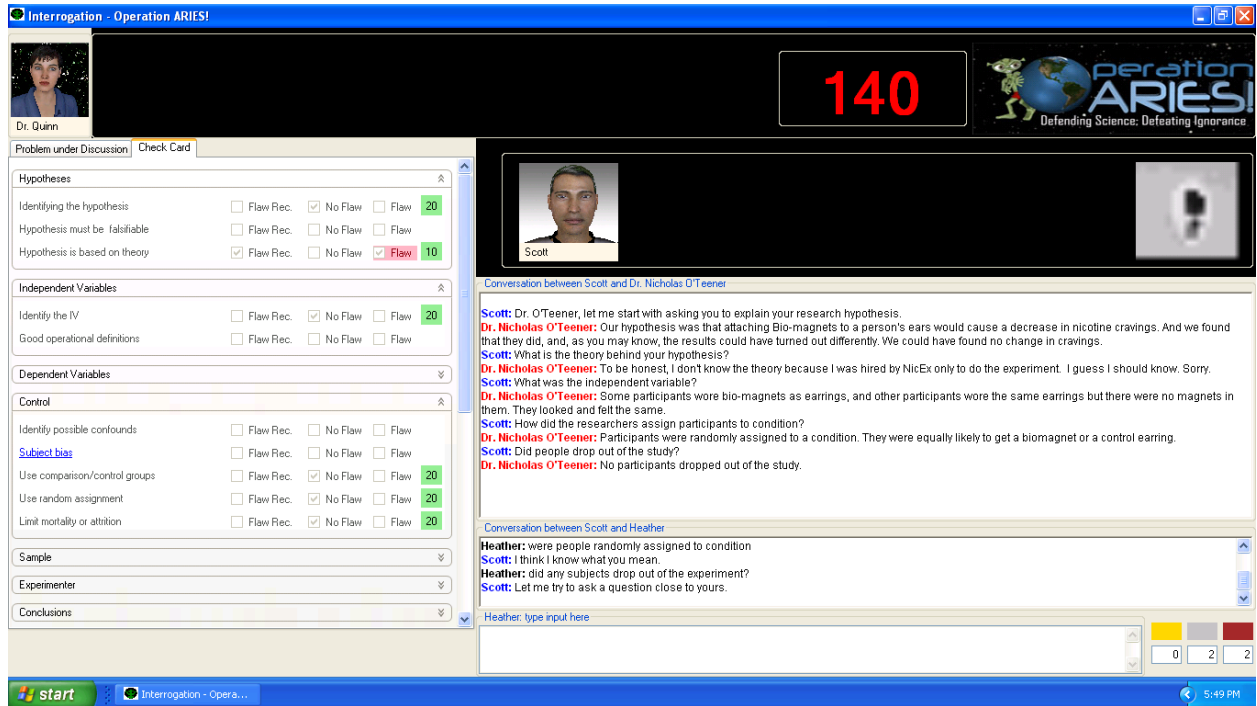 Interrogation - Operation ARIES!
Dr. Quinn
140
Operation
ARIES!
Defending Science; Defeating Ignorance
Problem under Discussion Check Card
Hypotheses
Identifying the hypothesis Flaw Rec. No Flaw Flaw 20
Hypothesis must be falsifiable Flaw Rec. No Flaw Flaw
Hypothesis is based on theory Flaw Rec. No Flaw Flaw 10
Independent Variables
Identify the IV Flaw Rec. No Flaw Flaw 20
Good operational definitions Flaw Rec. No Flaw Flaw
Dependent Variables
Control
Identify possible confounds Flaw Rec. No Flaw Flaw
Subject bias Flaw Rec. No Flaw Flaw
Use comparison/control groups Flaw Rec. No Flaw Flaw 20
Use random assignment Flaw Rec. No Flaw Flaw 20
Limit mortality or attrition Flaw Rec. No Flaw Flaw 20
Sample
Experimenter
Conclusions
Scott
!
Conversation between Scott and Dr. Nicholas O'Teener
Scott: Dr. O'Teener, let me start with asking you to explain your research hypothesis.
Dr. Nicholas O'Teener: Our hypothesis was that attaching Bio-magnets to a person's ears would cause a decrease in nicotine cravings. And we found
that they did, and, as you may know, the results could have turned out differently. We could have found no change in cravings.
Scott: What is the theory behind your hypothesis?
Dr. Nicholas O'Teener: To be honest, I don't know the theory because I was hired by NicEx only to do the experiment. I guess I should know. Sorry.
Scott: What was the independent variable?
Dr. Nicholas O'Teener: Some participants wore bio-magnets as earrings, and other participants wore the same earrings but there were no magnets in
them. They looked and felt the same.
Scott: How did the researchers assign participants to condition?
Dr. Nicholas O'Teener: Participants were randomly assigned to a condition. They were equally likely to get a biomagnet or a control earring.
Scott: Did people drop out of the study?
Dr. Nicholas O'Teener: No participants dropped out of the study.
Conversation between Scott and Heather
Heather: were people randomly assigned to condition
Scott: I think I know what you mean.
Heather: did any subjects drop out of the experiment?
Scott: Let me try to ask a question close to yours.
Heather: type input here
0 2 2
start Interrogation - Opera... 5:49 PM